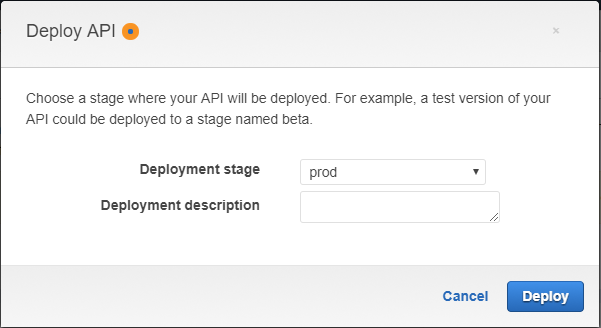 Deploy API
×
Choose a stage where your API will be deployed. For example, a test version of your
API could be deployed to a stage named beta.
Deployment stage
prod
Deployment description
Cancel
Deploy